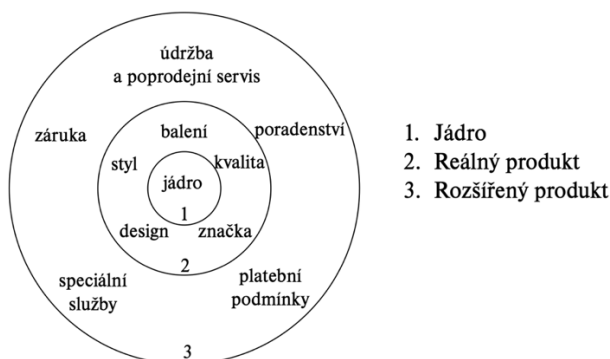 údržba
a poprodejní servis
záruka
balení
poradenství
styl
kvalita
jádro
1
design
značka
2
speciální
služby
platební
podmínky
3
1. Jádro
2. Reálný produkt
3. Rozšířený produkt